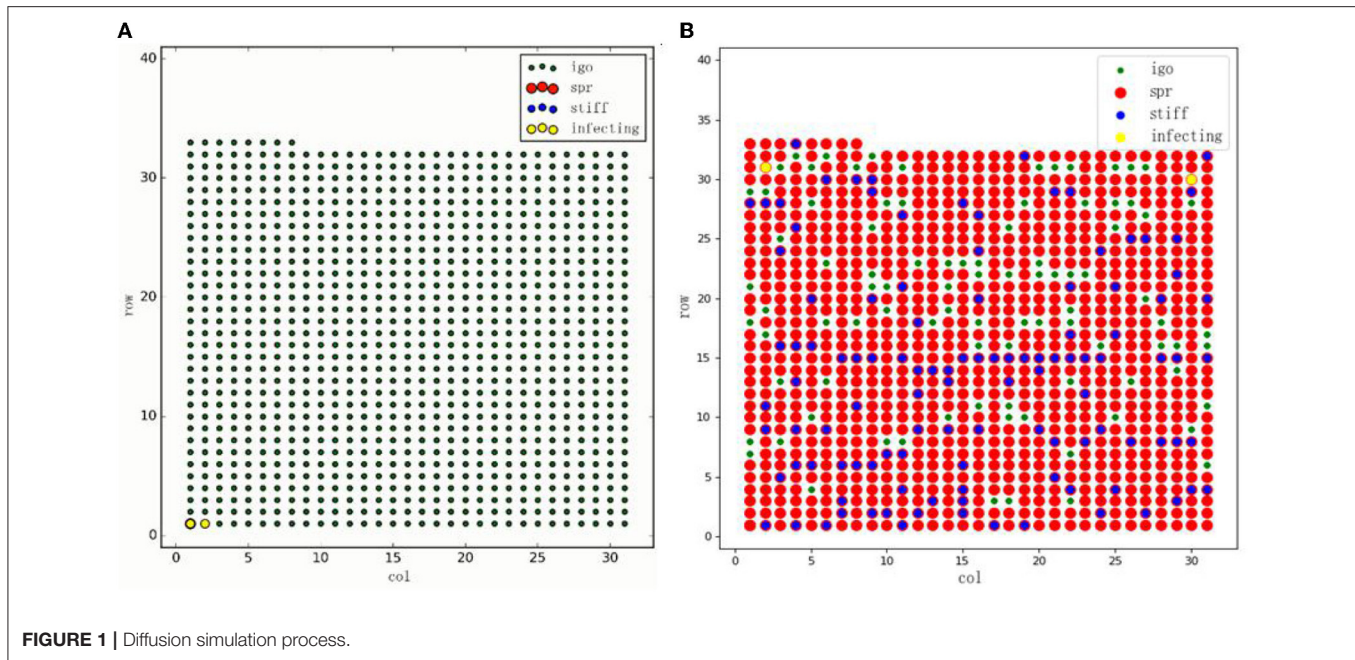 A
40
30
20
10
0
row
0 5 10 15 20 25 30
col
igo
spr
stiff
infecting
B
40
35
30
25
20
15
10
5
0
row
0 5 10 15 20 25 30
col
igo
spr
stiff
infecting
FIGURE 1 | Diffusion simulation process.